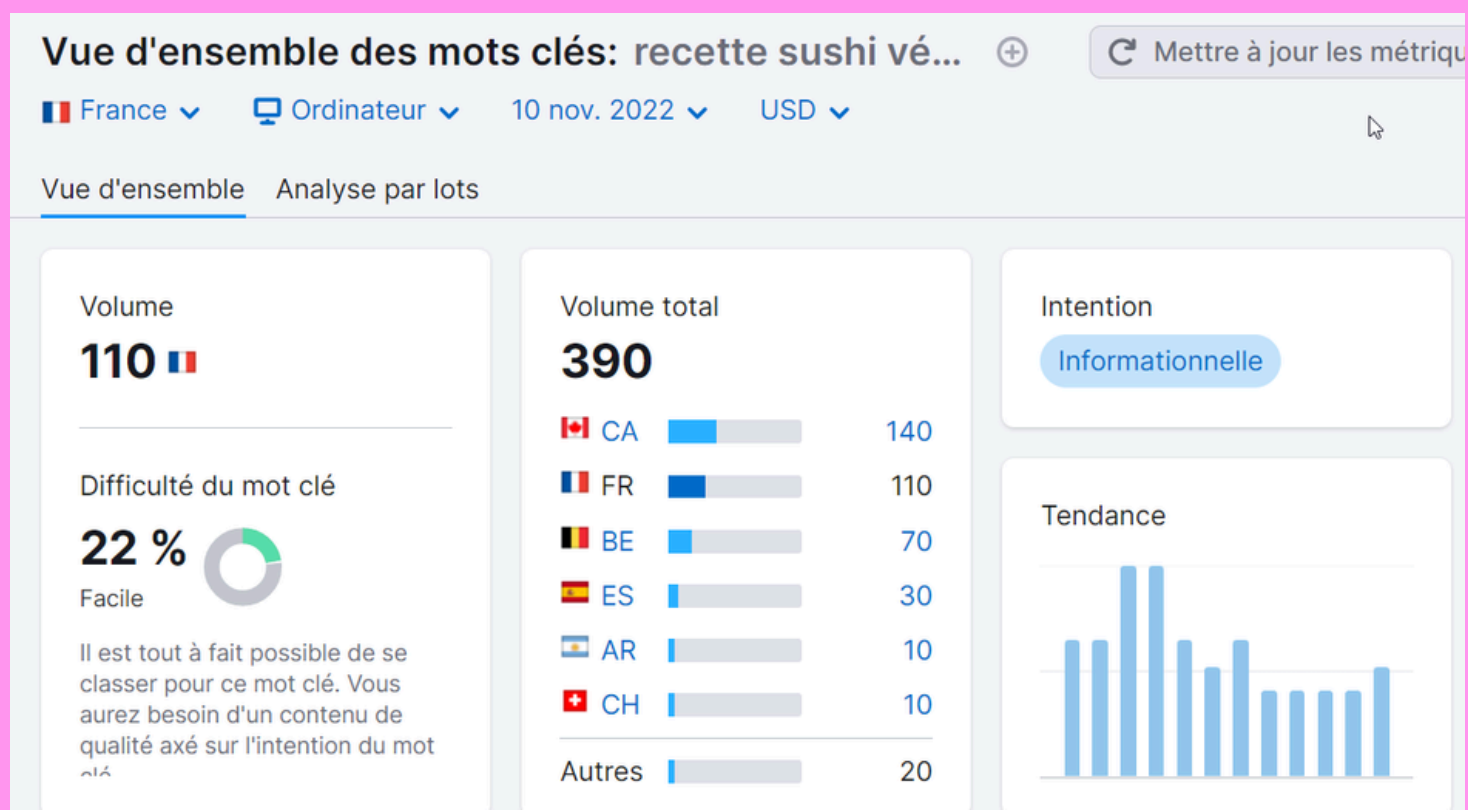 Vue d'ensemble des mots clés: recette sushi vé...
Mettre à jour les métriqu
France
Ordinateur
10 nov. 2022
USD
Vue d'ensemble
Analyse par lots
Volume
110
Difficulté du mot clé
22 %
Facile
Il est tout à fait possible de se
classer pour ce mot clé. Vous
aurez besoin d'un contenu de
qualité axé sur l'intention du mot
Volume total
390
CA 140
FR 110
BE 70
ES 30
AR 10
CH 10
Autres 20
Intention
Informationnelle
Tendance